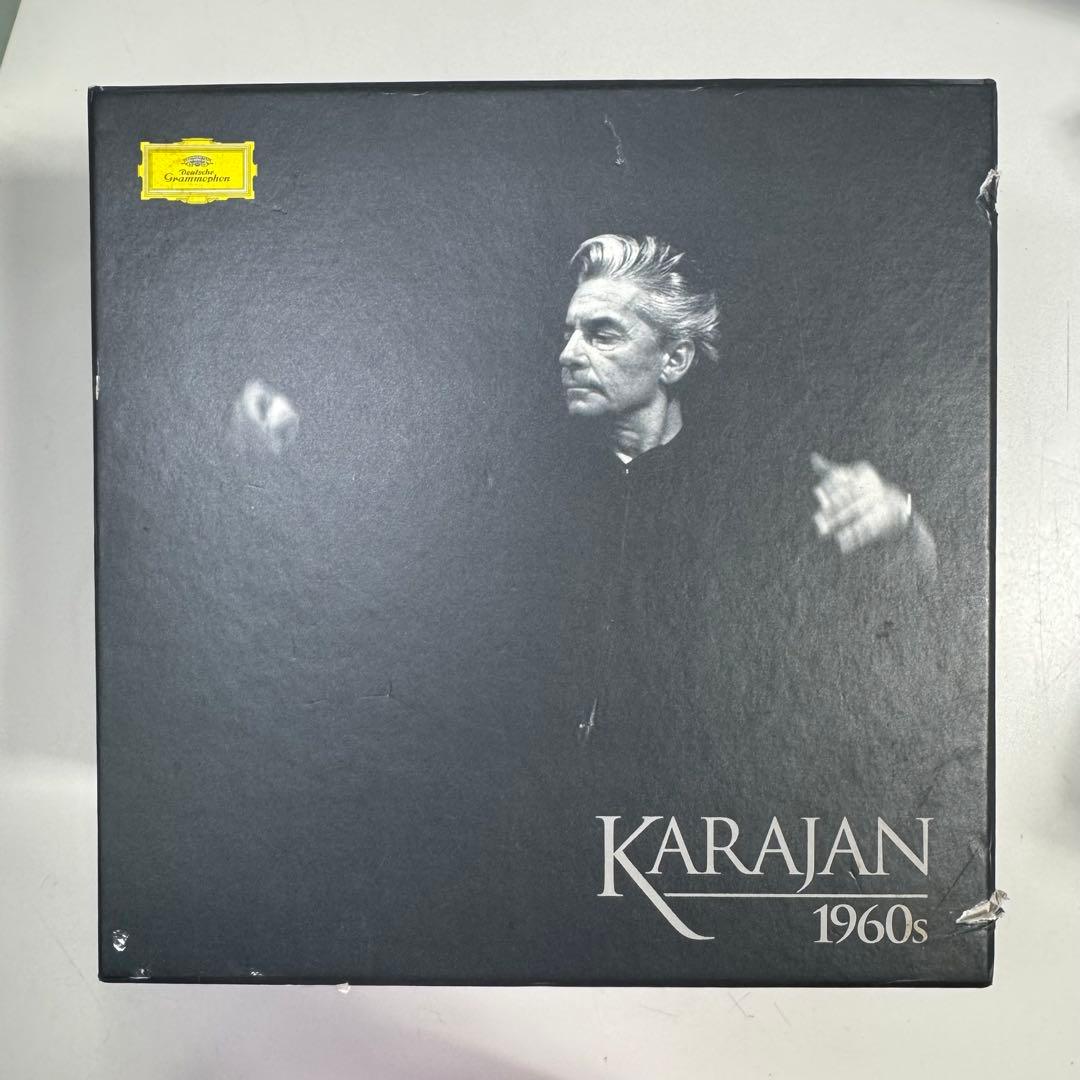 Deutsche
Grammophon
KARAJAN
1960s